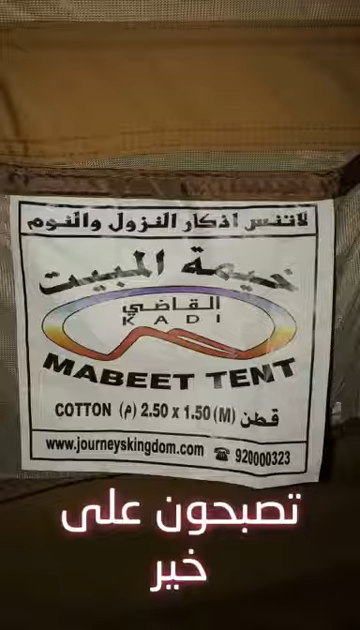 لاتنس اذكار النزول والنوم
خيمة المبيت
القاضي
KADI
MABEET TENT
COTTON (م) 2.50 x 1.50 (M) قطن
www.journeyskingdom.com ☎ 920000323
تصبحون على
خير